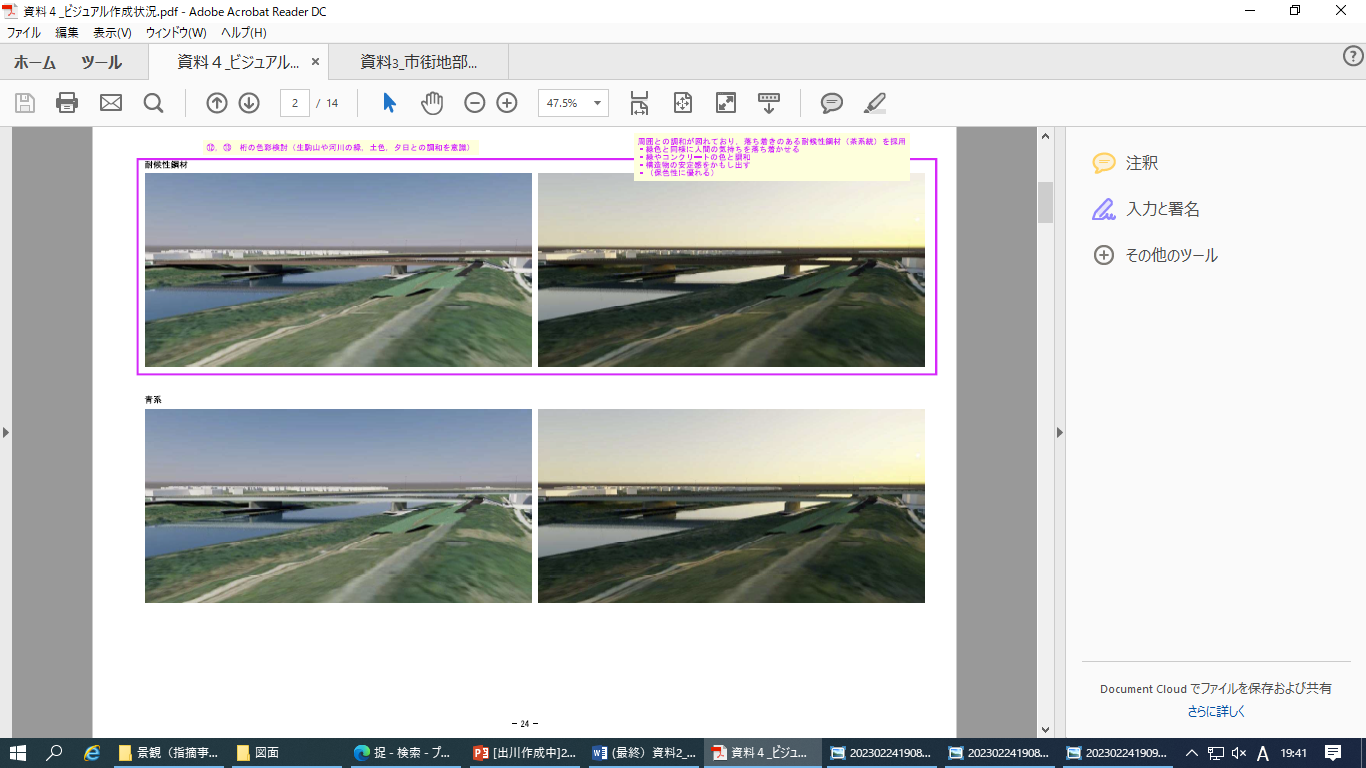 資料４_ビジュアル作成状況.pdf - Adobe Acrobat Reader DC
ファイル 編集 表示(V) ウィンドウ(W) ヘルプ(H)
ホーム ツール 資料４_ビジュアル... × 資料3_市街地部... ?
2 / 14 47.5%
⑫，⑬　桁の色彩検討（生駒山や河川の緑，土色，夕日との調和を意識）
周囲との調和が図れており，落ち着きのある耐候性鋼材（茶系統）を採用
・緑色と同様に人間の気持ちを落ち着かせる
・緑やコンクリートの色と調和
・構造物の安定感をかもし出す
・（保色性に優れる）
耐候性鋼材
青系
－ 24 －
注釈
入力と署名
その他のツール
Document Cloud でファイルを保存および共有
さらに詳しく
景観（指摘事... 図面 捉 - 検索 - プ... [出川作成中]2... (最終）資料2_... 資料４_ビジュ... 202302241908... 202302241908... 202302241909... A 19:41